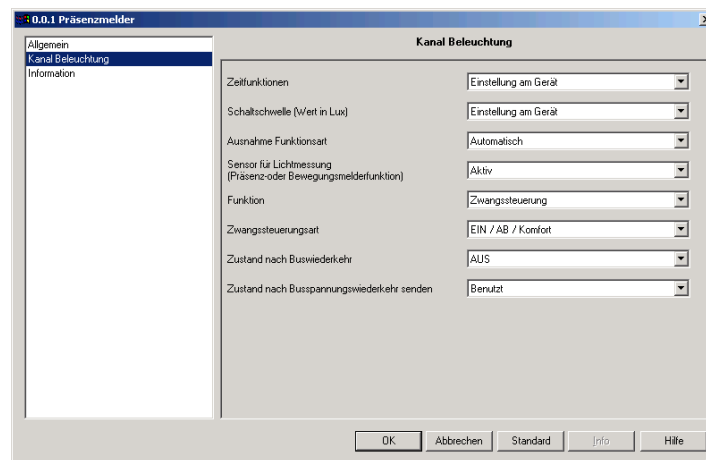 0.0.1 Präsenzmelder
Allgemein
Kanal Beleuchtung
Information
Kanal Beleuchtung
Zeitfunktionen
Einstellung am Gerät
Schaltschwelle (Wert in Lux)
Einstellung am Gerät
Ausnahme Funktionsart
Automatisch
Sensor für Lichtmessung
(Präsenz-oder Bewegungsmelderfunktion)
Aktiv
Funktion
Zwangssteuerung
Zwangssteuerungsart
EIN / AB / Komfort
Zustand nach Buswiederkehr
AUS
Zustand nach Busspannungswiederkehr senden
Benutzt
OK
Abbrechen
Standard
Info
Hilfe